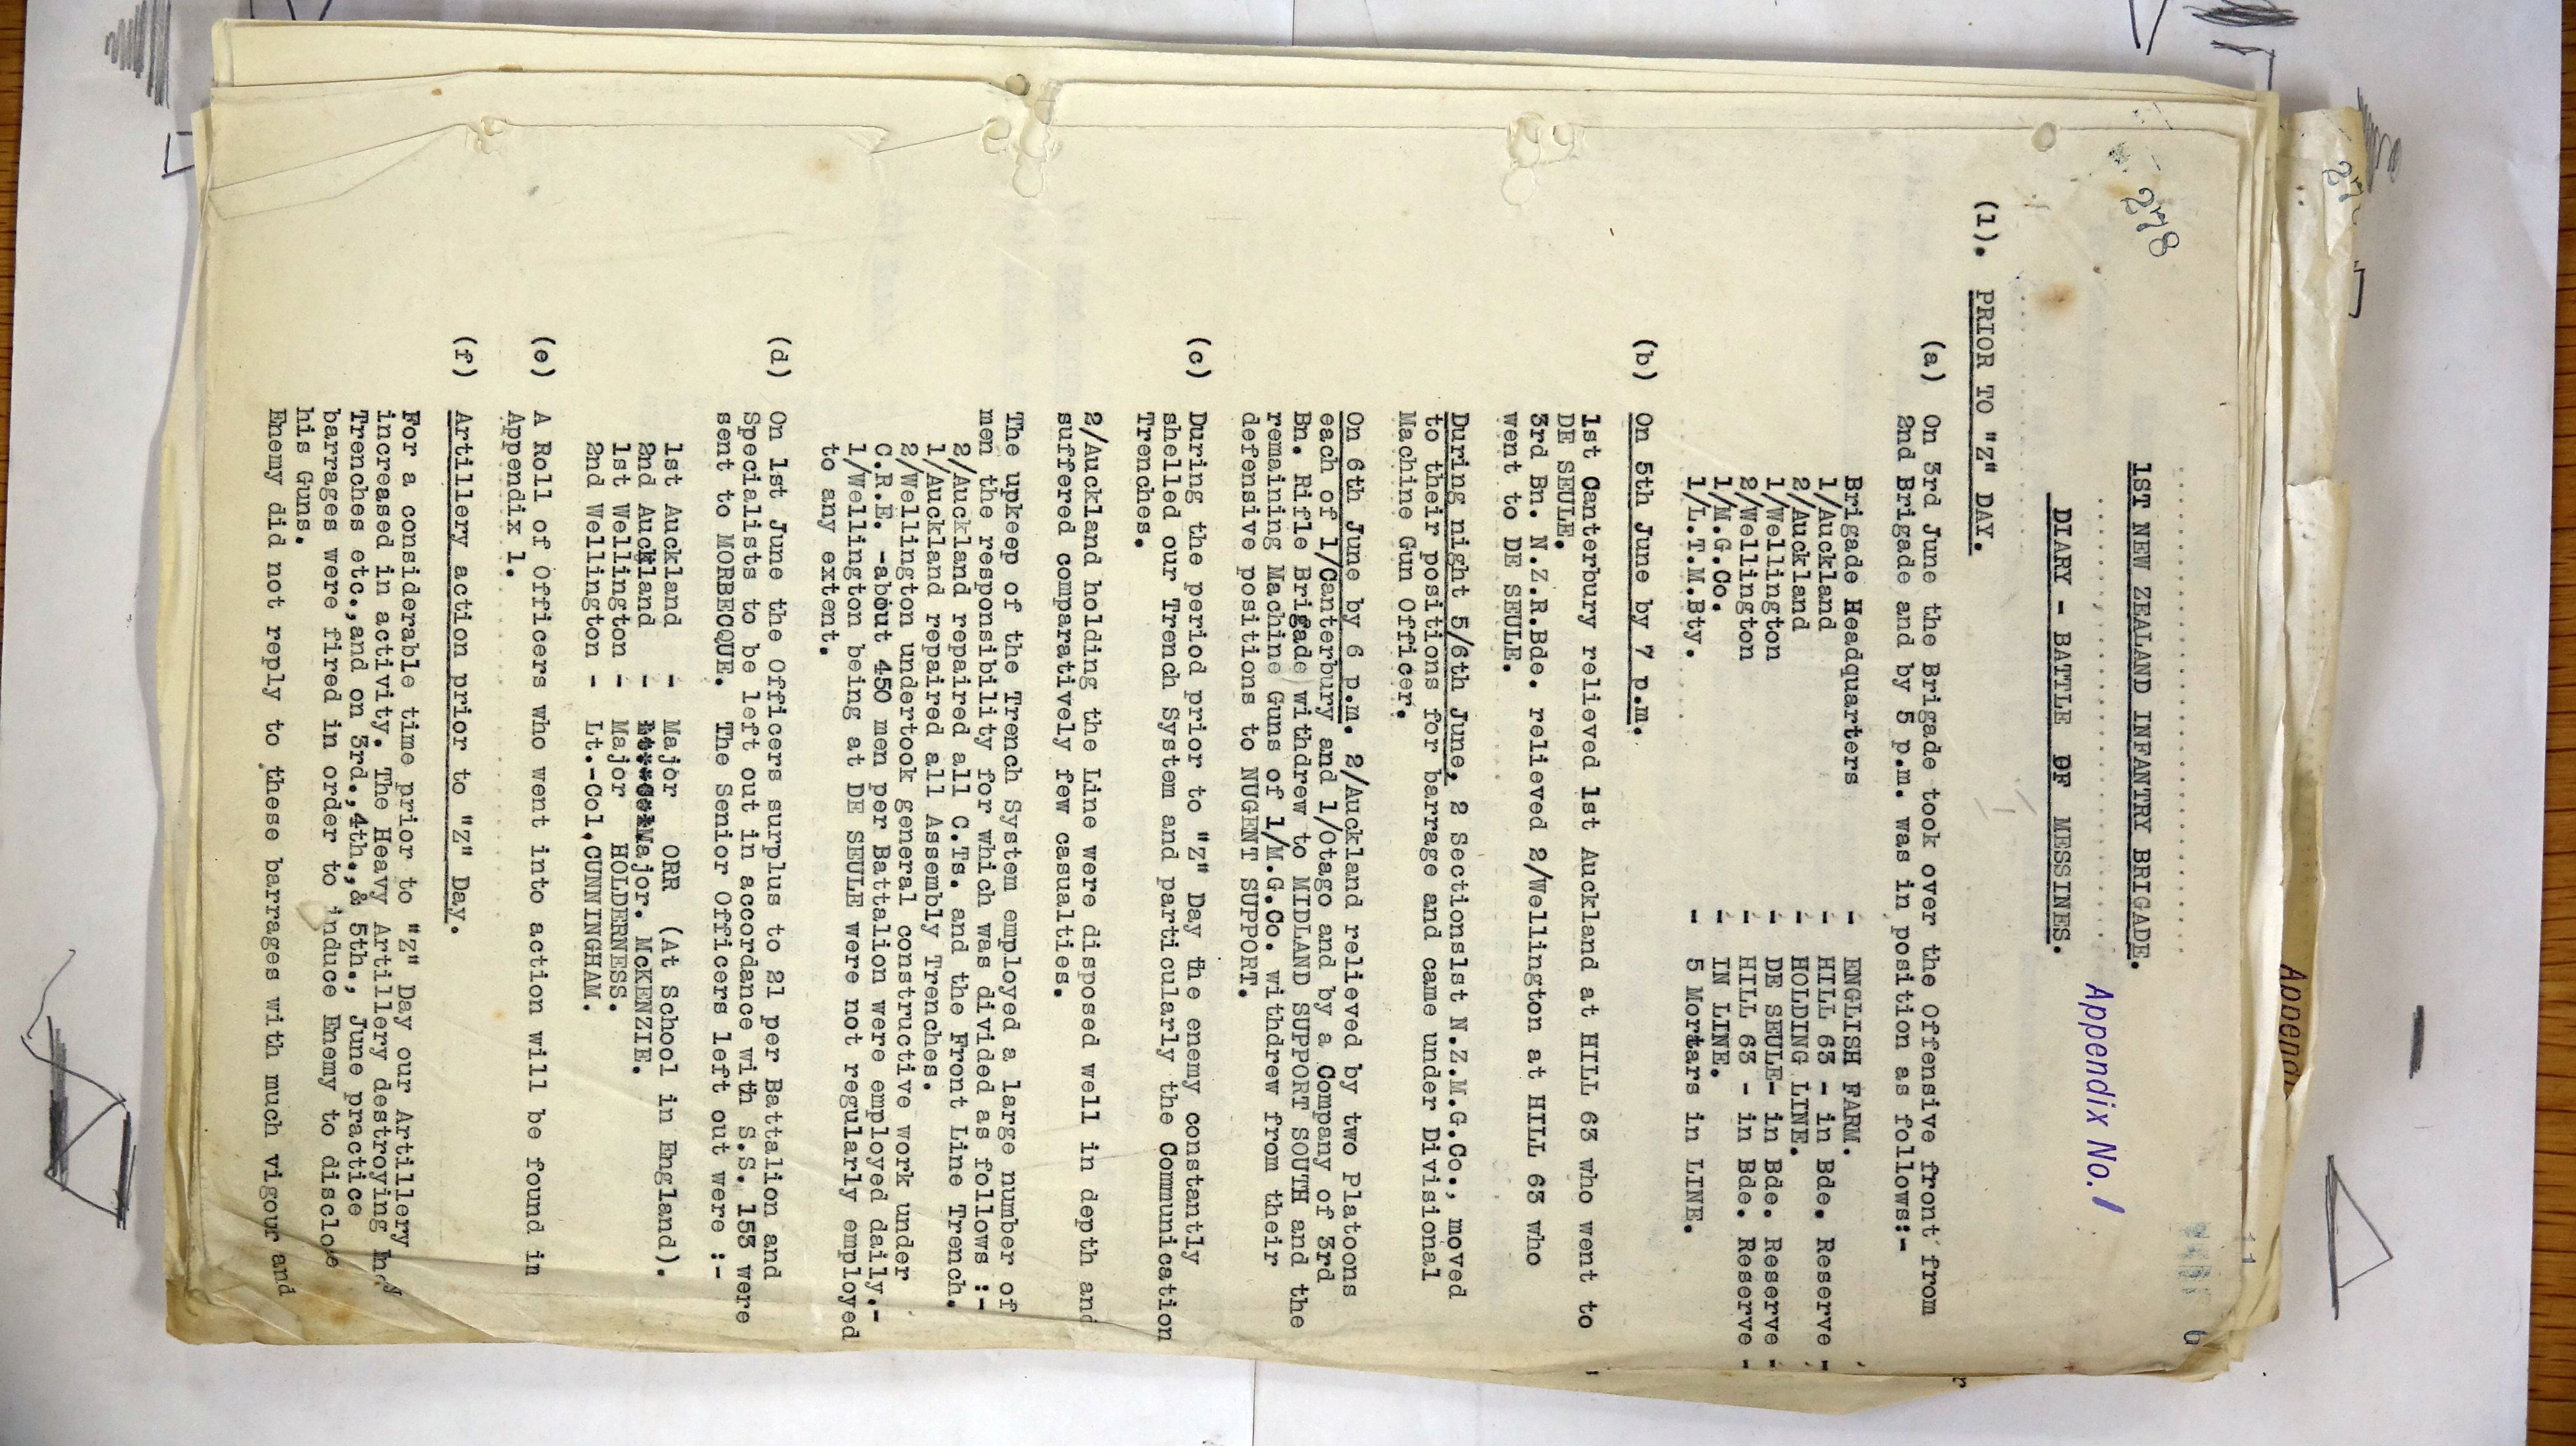 278
1ST NEW ZEALAND INFANTRY BRIGADE.
Appendix No. 1
DIARY - BATTLE OF MESSINES.
(1). PRIOR TO "Z" DAY.
(a) On 3rd June the Brigade took over the Offensive front from
2nd Brigade and by 5 p.m. was in position as follows:-
Brigade Headquarters - ENGLISH FARM.
1/Auckland - HILL 63 - in Bde. Reserve -
2/Auckland - HOLDING LINE.
1/Wellington - DE SEULE- in Bde. Reserve -
2/Wellington - HILL 63 - in Bde. Reserve -
1/M.G.Co. - IN LINE.
1/L.T.M.Bty. - 5 Mortars in LINE.
(b) On 5th June by 7 p.m.
1st Canterbury relieved 1st Auckland at HILL 63 who went to
DE SEULE.
3rd Bn. N.Z.R.Bde. relieved 2/Wellington at HILL 63 who
went to DE SEULE.
During night 5/6th June, 2 Sections1st N.Z.M.G.Co., moved
to their positions for barrage and came under Divisional
Machine Gun Officer.
On 6th June by 6 p.m. 2/Auckland relieved by two Platoons
each of 1/Canterbury and 1/Otago and by a Company of 3rd
Bn. Rifle Brigade) withdrew to MIDLAND SUPPORT SOUTH and the
remaining Machine Guns of 1/M.G.Co. withdrew from their
defensive positions to NUGENT SUPPORT.
(c) During the period prior to "Z" Day the enemy constantly
shelled our Trench System and particularly the Communication
Trenches.
2/Auckland holding the Line were disposed well in depth and
suffered comparatively few casualties.
The upkeep of the Trench System employed a large number of
men the responsibility for which was divided as follows :-
2/Auckland repaired all C.Ts. and the Front Line Trench.
1/Auckland repaired all Assembly Trenches.
2/Wellington undertook general constructive work under
C.R.E. -about 450 men per Battalion were employed daily.-
1/Wellington being at DE SEULE were not regularly employed
to any extent.
(d) On 1st June the Officers surplus to 21 per Battalion and
Specialists to be left out in accordance with S.S. 153 were
sent to MORBECQUE. The Senior Officers left out were :-
1st Auckland - Major ORR (At School in England).
2nd Auckland - Major. McKENZIE.
1st Wellington - Major HOLDERNESS.
2nd Wellington - Lt.-Col.CUNNINGHAM.
(e) A Roll of Officers who went into action will be found in
Appendix 1.
(f) Artillery action prior to "Z" Day.
For a considerable time prior to "Z" Day our Artillery
increased in activity. The Heavy Artillery destroying
Trenches etc.,and on 3rd.,4th.,& 5th., June practice
barrages were fired in order to induce Enemy to disclose
his Guns.
Enemy did not reply to these barrages with much vigour and